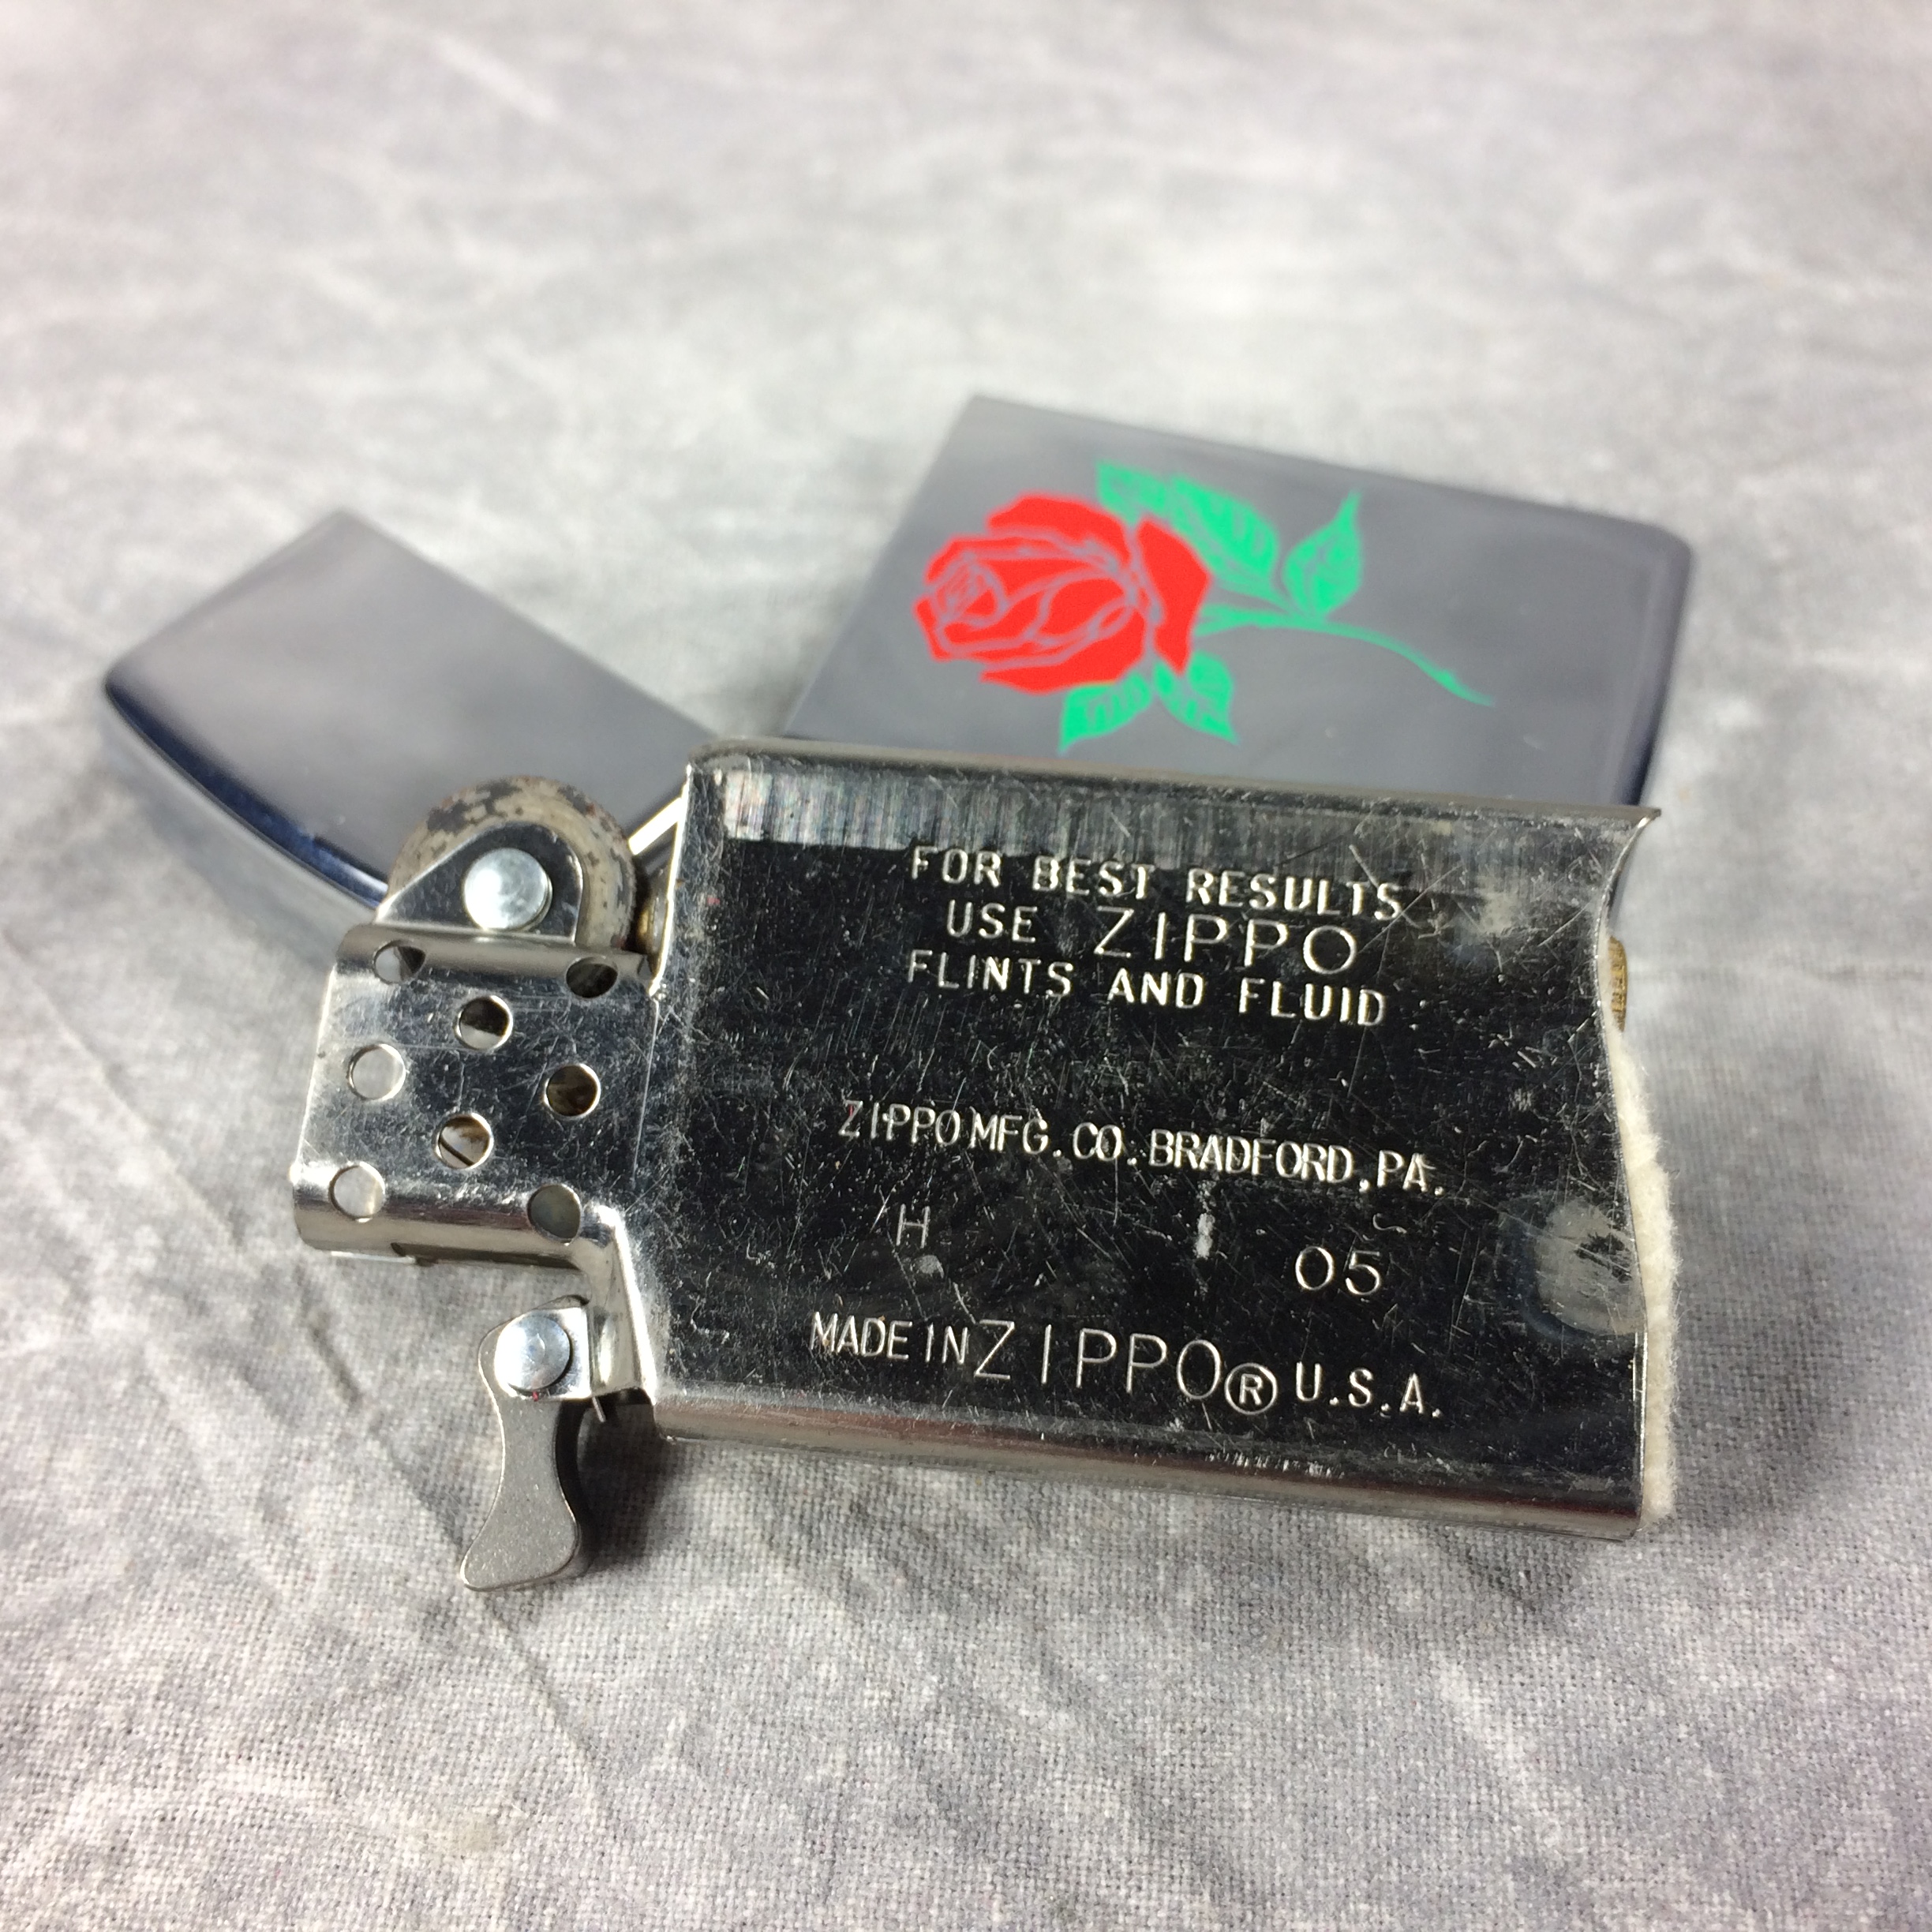 FOR BEST RESULTS
USE ZIPPO
FLINTS AND FLUID
ZIPPO MFG. CO. BRADFORD, PA.
H 05
MADE IN ZIPPO® U.S.A.